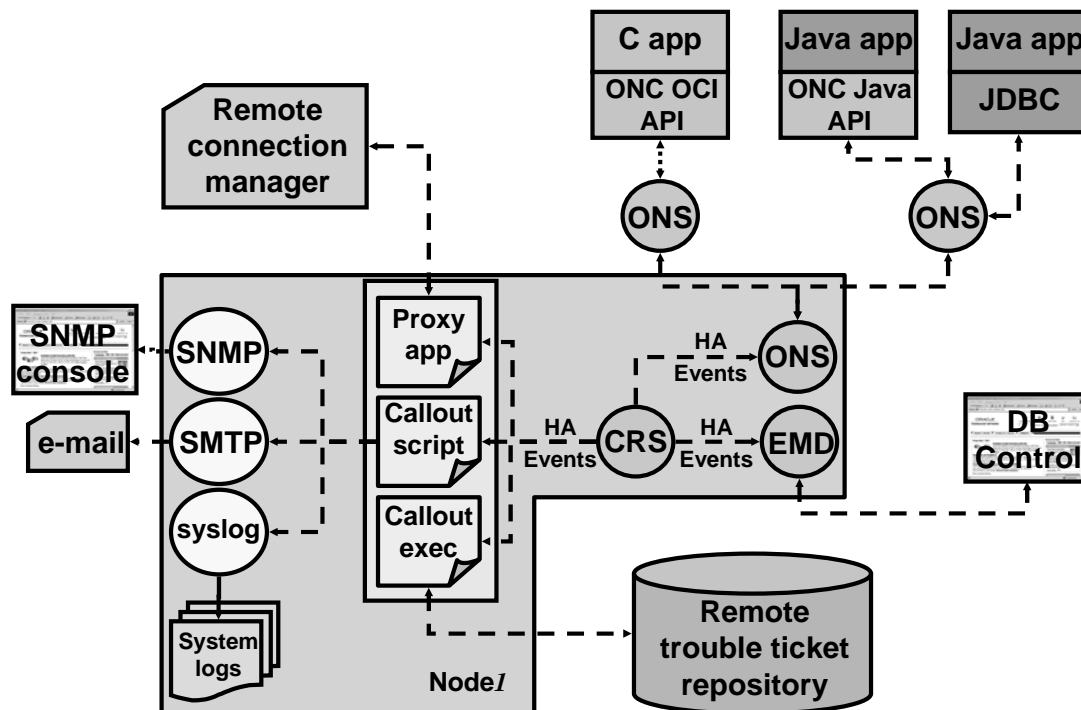 C app
ONC OCI
API
Java app
ONC Java
API
Java app
JDBC
Remote
connection
manager
ONS
ONS
SNMP
console
SNMP
Proxy
app
HA
Events
ONS
e-mail
SMTP
Callout
script
HA
Events
CRS
HA
Events
EMD
DB
Control
syslog
Callout
exec
System
logs
Node1
Remote
trouble ticket
repository